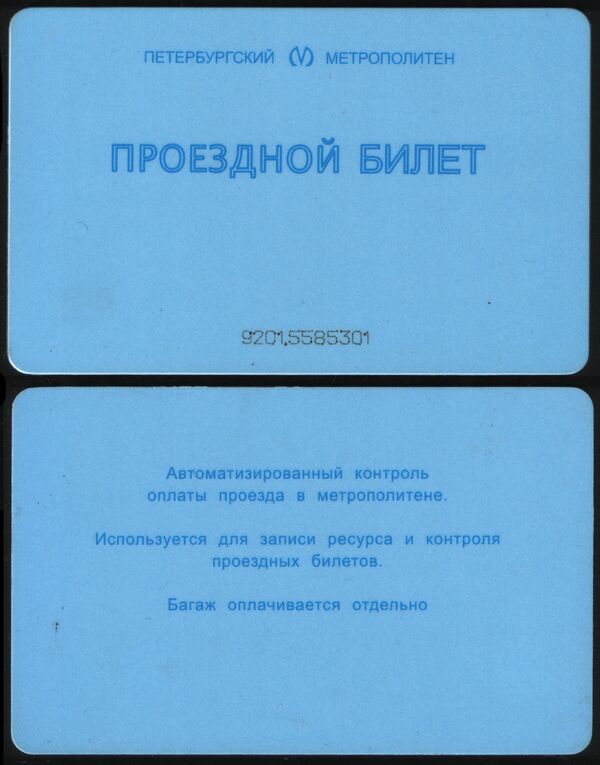 ПЕТЕРБУРГСКИЙ МЕТРОПОЛИТЕН
ПРОЕЗДНОЙ БИЛЕТ
9201.5585301
Автоматизированный контроль
оплаты проезда в метрополитене.
Используется для записи ресурса и контроля
проездных билетов.
Багаж оплачивается отдельно